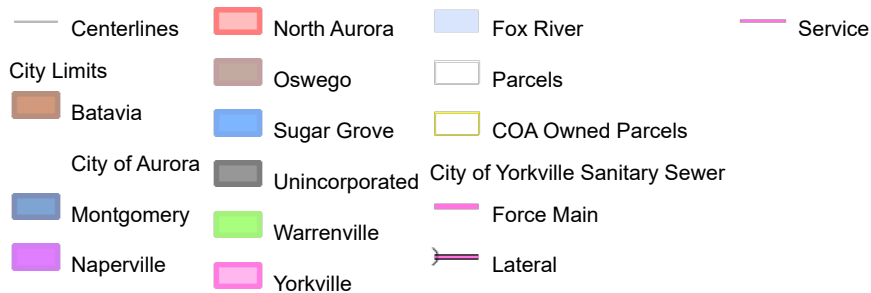 Centerlines
City Limits
Batavia
City of Aurora
Montgomery
Naperville
North Aurora
Oswego
Sugar Grove
Unincorporated
Warrenville
Yorkville
Fox River
Parcels
COA Owned Parcels
City of Yorkville Sanitary Sewer
Force Main
Lateral
Service